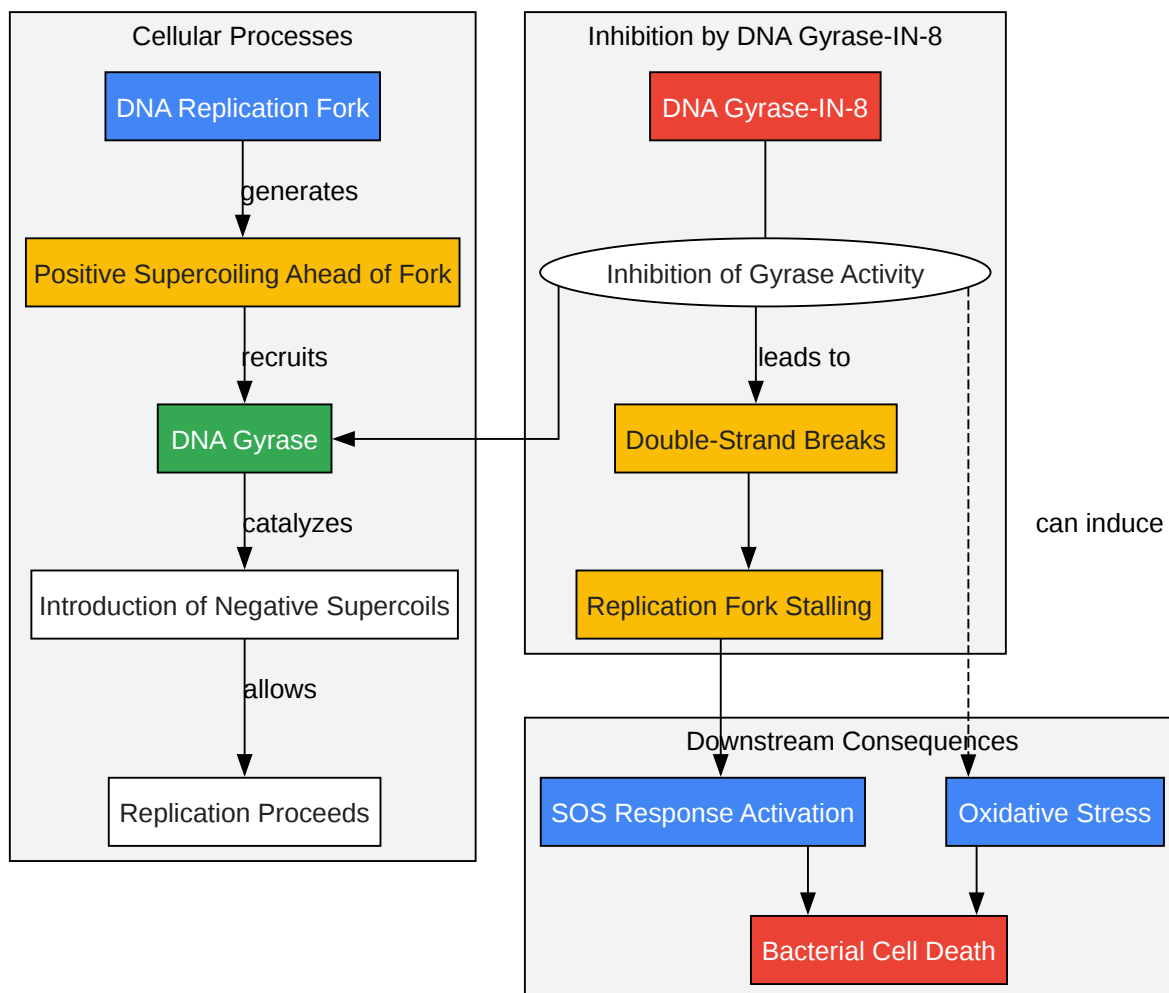 Cellular Processes
DNA Replication Fork
generates
Positive Supercoiling Ahead of Fork
recruits
DNA Gyrase
catalyzes
Introduction of Negative Supercoils
allows
Replication Proceeds
Inhibition by DNA Gyrase-IN-8
DNA Gyrase-IN-8
Inhibition of Gyrase Activity
leads to
Double-Strand Breaks
can induce
Replication Fork Stalling
Downstream Consequences
SOS Response Activation
Oxidative Stress
Bacterial Cell Death